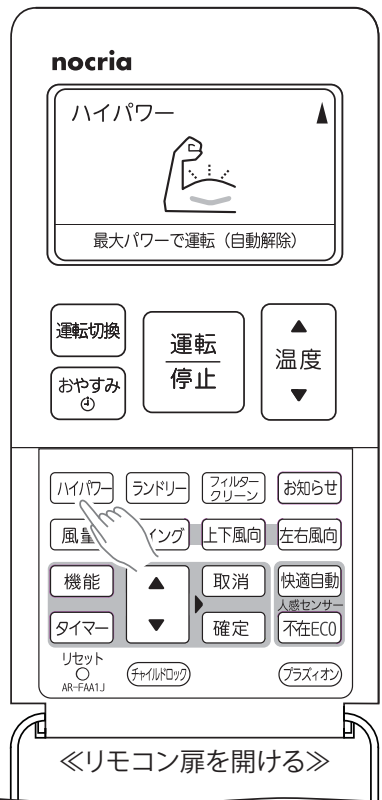 nocria
ハイパワー
最大パワーで運転（自動解除）
運転切換
運転
停止
温度
おやすみ
ハイパワー
ランドリー
フィルター
クリーン
お知らせ
風量
イング
上下風向
左右風向
機能
取消
快適自動
人感センサー
タイマー
確定
不在ECO
リセット
AR-FAA1J
チャイルドロック
プラズィオン
≪リモコン扉を開ける≫